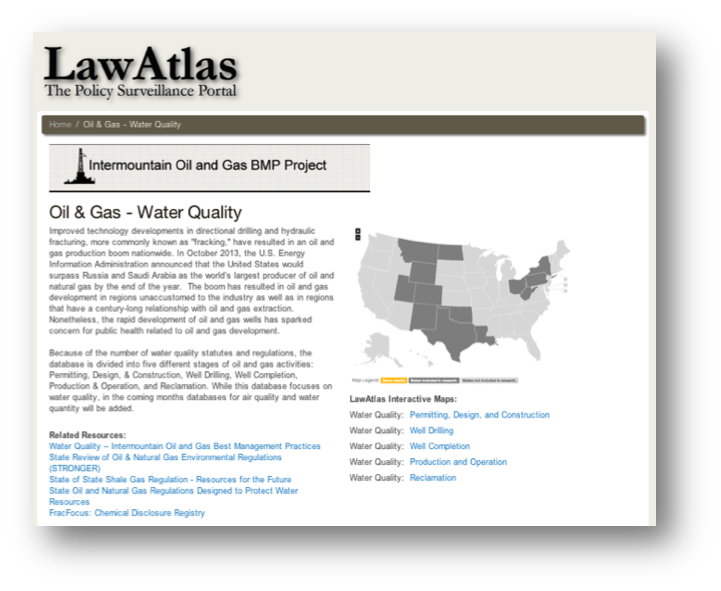 LawAtlas
The Policy Surveillance Portal
Home / Oil & Gas - Water Quality
Intermountain Oil and Gas BMP Project
Oil & Gas - Water Quality
Improved technology developments in directional drilling and hydraulic
fracturing, more commonly known as "fracking," have resulted in an oil and
gas production boom nationwide. In October 2013, the U.S. Energy
Information Administration announced that the United States would
surpass Russia and Saudi Arabia as the world's largest producer of oil and
natural gas by the end of the year. The boom has resulted in oil and gas
development in regions unaccustomed to the industry as well as in regions
that have a century-long relationship with oil and gas extraction.
Nonetheless, the rapid development of oil and gas wells has sparked
concern for public health related to oil and gas development.
Because of the number of water quality statutes and regulations, the
database is divided into five different stages of oil and gas activities:
Permitting, Design, & Construction, Well Drilling, Well Completion,
Production & Operation, and Reclamation. While this database focuses on
water quality, in the coming months databases for air quality and water
quantity will be added.
Related Resources:
Water Quality – Intermountain Oil and Gas Best Management Practices
State Review of Oil & Natural Gas Environmental Regulations
(STRONGER)
State of State Shale Gas Regulation - Resources for the Future
State Oil and Natural Gas Regulations Designed to Protect Water
Resources
FracFocus: Chemical Disclosure Registry
Map Legend
States included in research
States not included in research
LawAtlas Interactive Maps:
Water Quality: Permitting, Design, and Construction
Water Quality: Well Drilling
Water Quality: Well Completion
Water Quality: Production and Operation
Water Quality: Reclamation